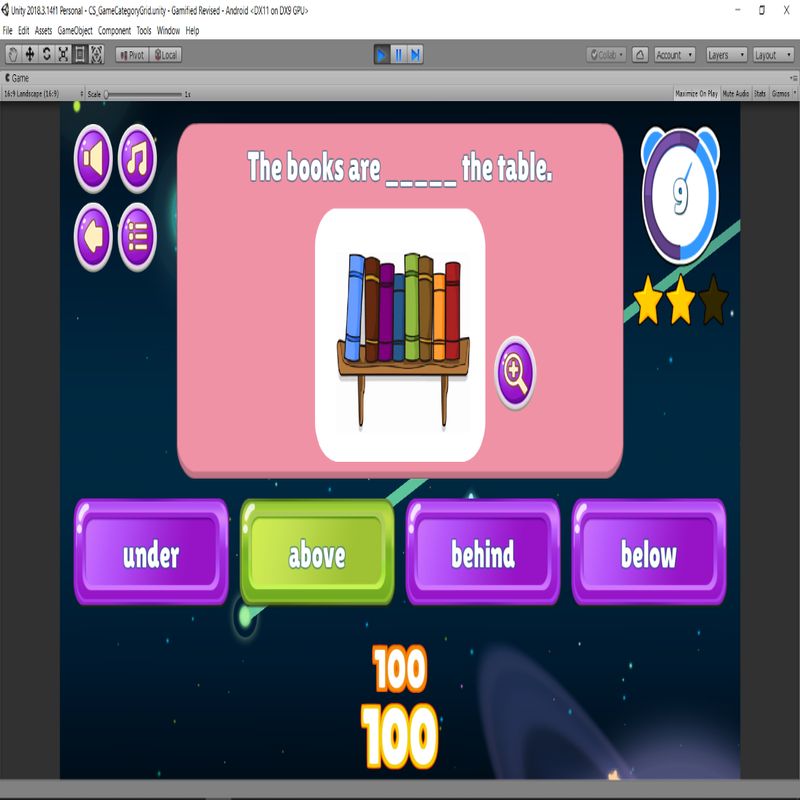 Unity 2018.3.14f1 Personal - CS_GameCategoryGrid.unity - Gamified Revised - Android <DX11 on DX9 GPU>
File Edit Assets GameObject Component Tools Window Help
Pivot Local Collab Account Layers Layout
Game
16:9 Landscape (16:9) Scale 1x Maximize On Play Mute Audio Stats Gizmos
The books are _____ the table.
9
under above behind below
100
100